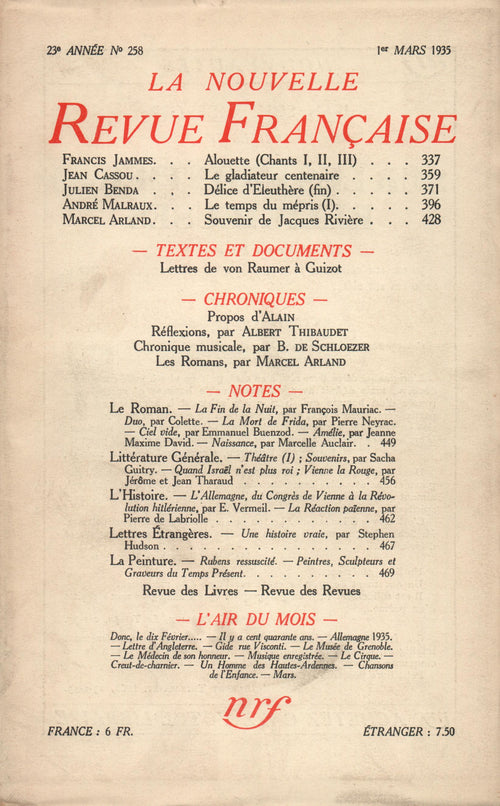 23e ANNÉE No 258
1er MARS 1935
LA NOUVELLE
REVUE FRANÇAISE
FRANCIS JAMMES. . . Alouette (Chants I, II, III) . . . 337
JEAN CASSOU. . . . Le gladiateur centenaire . . . . 359
JULIEN BENDA . . . Délice d'Eleuthère (fin) . . . . . 371
ANDRÉ MALRAUX. . . Le temps du mépris (I). . . . . 396
MARCEL ARLAND. . . Souvenir de Jacques Rivière . . . 428
— TEXTES ET DOCUMENTS —
Lettres de von Raumer à Guizot
— CHRONIQUES —
Propos d'ALAIN
Réflexions, par ALBERT THIBAUDET
Chronique musicale, par B. DE SCHLOEZER
Les Romans, par MARCEL ARLAND
— NOTES —
Le Roman. — La Fin de la Nuit, par François Mauriac. —
Duo, par Colette. — La Mort de Frida, par Pierre Neyrac.
— Ciel vide, par Emmanuel Buenzod. — Amélie, par Jeanne
Maxime David. — Naissance, par Marcelle Auclair. . 449
Littérature Générale. — Théâtre (I) ; Souvenirs, par Sacha
Guitry. — Quand Israël n'est plus roi ; Vienne la Rouge, par
Jérôme et Jean Tharaud . . . . . . . . . . . . 456
L'Histoire. — L'Allemagne, du Congrès de Vienne à la Révo-
lution hitlérienne, par E. Vermeil. — La Réaction païenne, par
Pierre de Labriolle . . . . . . . . . . . . . . 462
Lettres Étrangères. — Une histoire vraie, par Stephen
Hudson . . . . . . . . . . . . . . . . . . 467
La Peinture. — Rubens ressuscité. — Peintres, Sculpteurs et
Graveurs du Temps Présent. . . . . . . . . . . . 469
Revue des Livres — Revue des Revues
— L'AIR DU MOIS —
Donc, le dix Février..... — Il y a cent quarante ans. — Allemagne 1935.
— Lettre d'Angleterre. — Gide rue Visconti. — Le Musée de Grenoble.
— Le Médecin de son honneur. — Musique enregistrée. — Le Cirque. —
Creut-de-charnier. — Un Homme des Hautes-Ardennes. — Chansons
de l'Enfance. — Mars.
nrf
FRANCE : 6 FR.
ÉTRANGER : 7.50